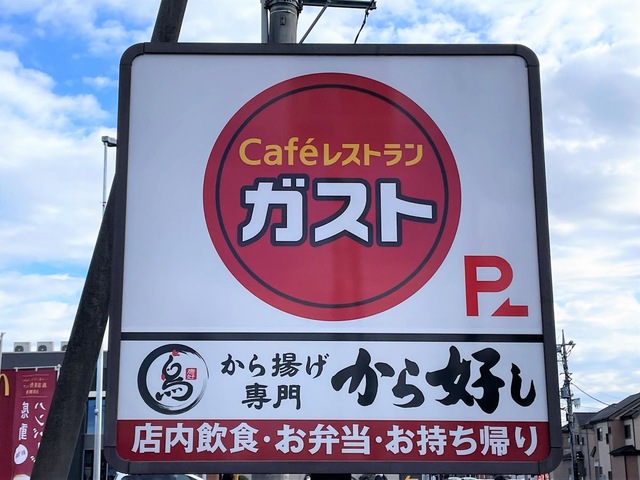 Caféレストラン
ガスト
P
鳥
から揚げ
専門
から好し
店内飲食・お弁当・お持ち帰り